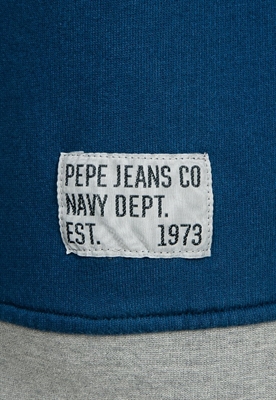 PEPE JEANS CO
NAVY DEPT.
EST. 1973